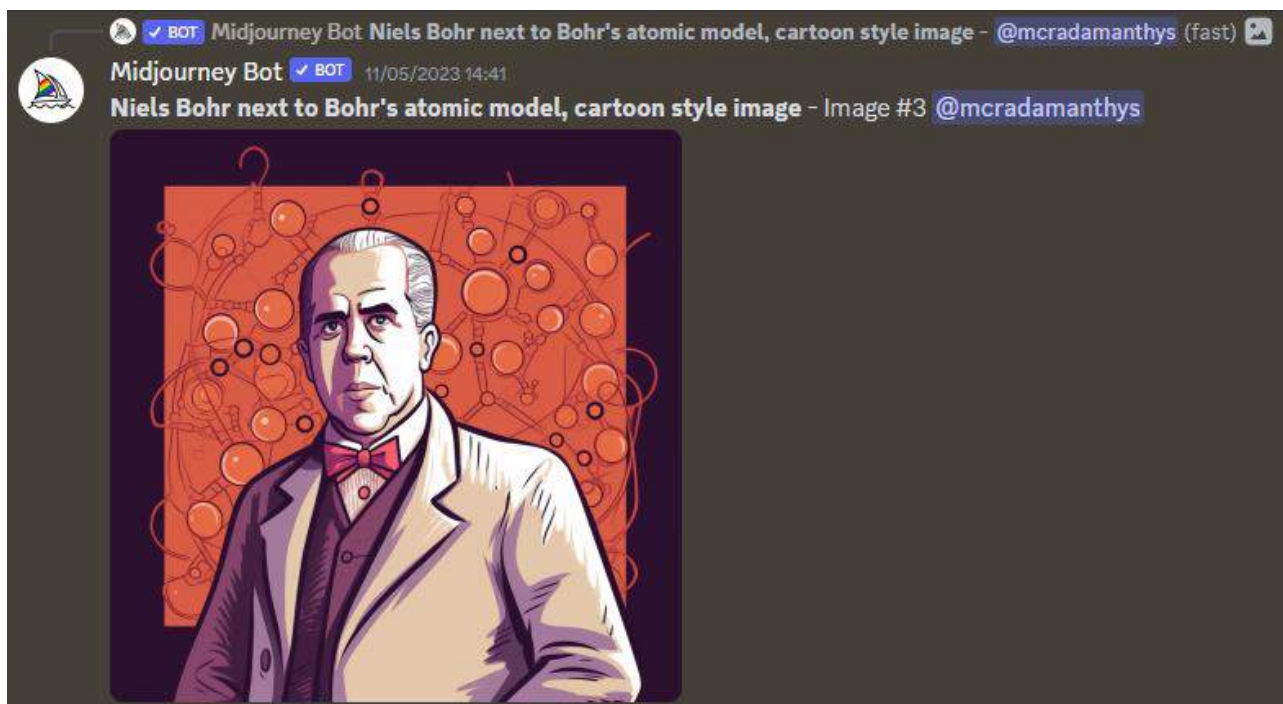 ✓ BOT Midjourney Bot Niels Bohr next to Bohr's atomic model, cartoon style image - @mcradamanthys (fast)
Midjourney Bot ✓ BOT 11/05/2023 14:41
Niels Bohr next to Bohr's atomic model, cartoon style image - Image #3 @mcradamanthys